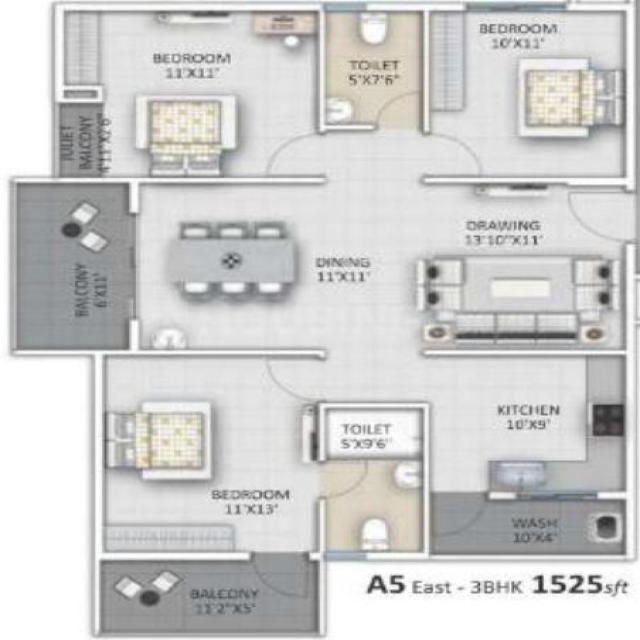 BEDROOM
11'X11'
TOILET
5'X7'6"
BEDROOM
10'X11'
JULIET
BALCONY
4'11"X2'6"
DRAWING
13'10"X11'
DINING
11'X11'
BALCONY
6'X11'
KITCHEN
10'X9'
TOILET
5'X9'6"
BEDROOM
11'X13'
WASH
10'X4'
BALCONY
11'2"X5'
A5 East - 3BHK 1525sft